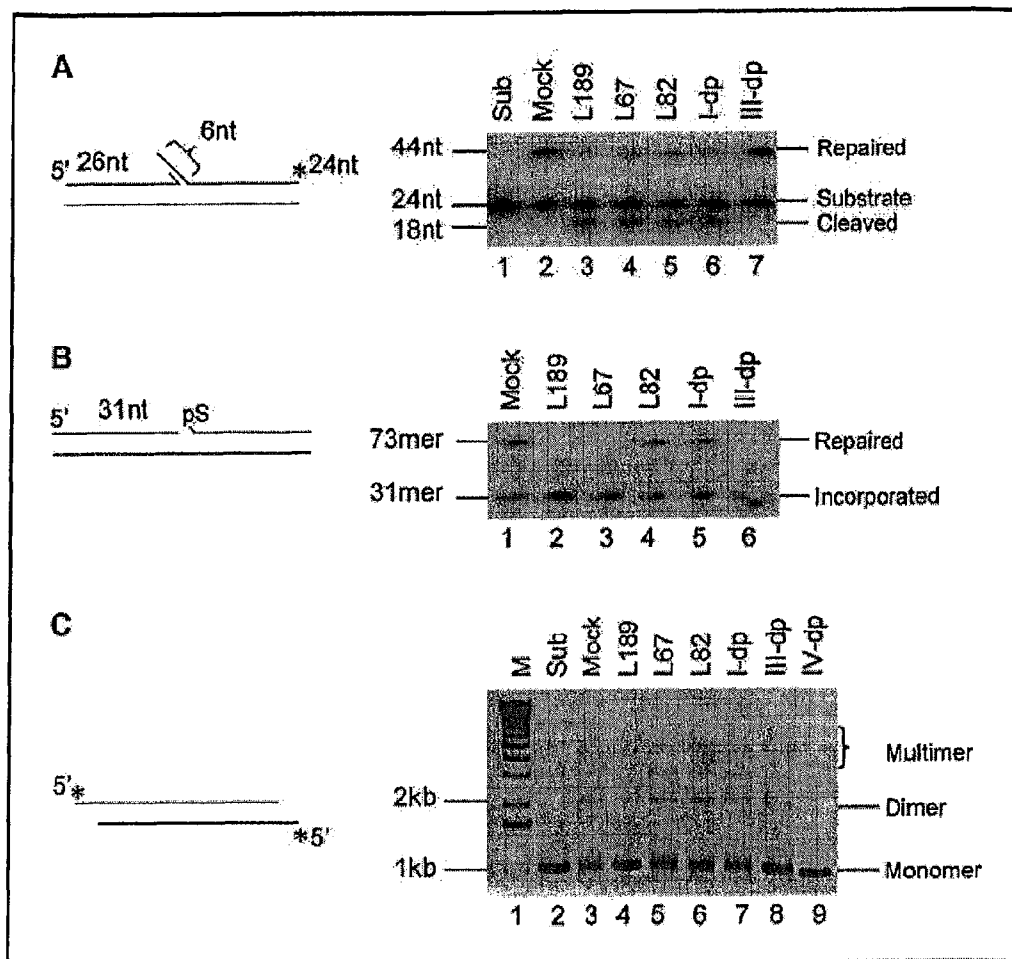 A
Sub Mock L189 L67 L82 I-dp III-dp
6nt
5' 26nt * 24nt
44nt Repaired
24nt Substrate
18nt Cleaved
1 2 3 4 5 6 7
B
Mock L189 L67 L82 I-dp III-dp
5' 31nt pS
73mer Repaired
31mer Incorporated
1 2 3 4 5 6
C
M Sub Mock L189 L67 L82 I-dp III-dp IV-dp
Multimer
5'*
2kb Dimer
*5'
1kb Monomer
1 2 3 4 5 6 7 8 9